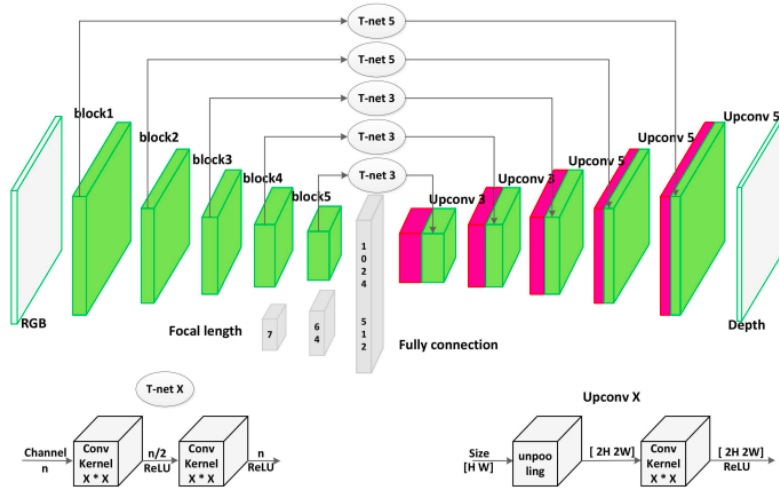 T-net 5
T-net 5
T-net 3
T-net 3
T-net 3
block1
block2
block3
block4
block5
Upconv 3
Upconv 3
Upconv 5
Upconv 5
Upconv 5
RGB
Focal length
7
6
4
1
0
2
4
5
1
2
Fully connection
Depth
T-net X
Channel
n
Conv
Kernel
X * X
n/2
ReLU
Conv
Kernel
X * X
n
ReLU
Upconv X
Size
[H W]
unpoo
ling
[ 2H 2W]
Conv
Kernel
X * X
[ 2H 2W]
ReLU